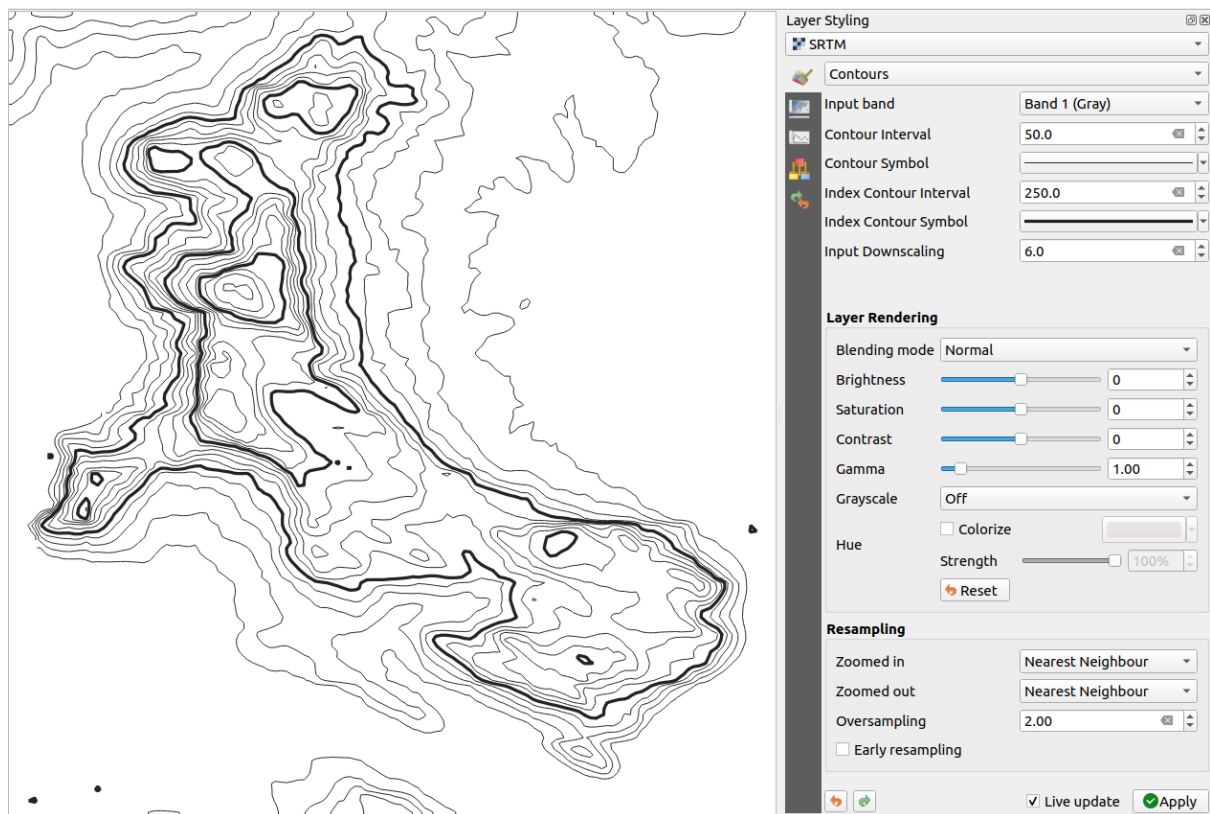 Layer Styling
SRTM
Contours
Input band Band 1 (Gray)
Contour Interval 50.0
Contour Symbol
Index Contour Interval 250.0
Index Contour Symbol
Input Downscaling 6.0
Layer Rendering
Blending mode Normal
Brightness 0
Saturation 0
Contrast 0
Gamma 1.00
Grayscale Off
Hue Colorize
Strength 100%
Reset
Resampling
Zoomed in Nearest Neighbour
Zoomed out Nearest Neighbour
Oversampling 2.00
Early resampling
Live update Apply